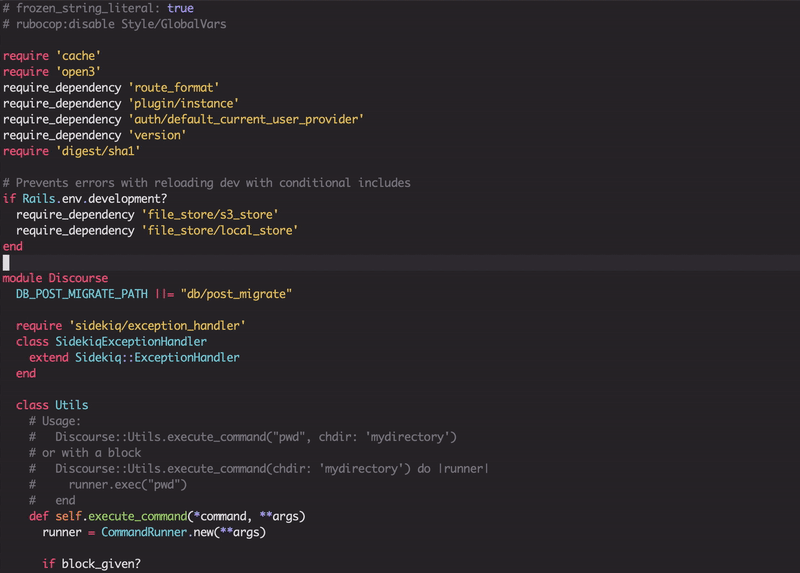 # frozen_string_literal: true
# rubocop:disable Style/GlobalVars
require 'cache'
require 'open3'
require_dependency 'route_format'
require_dependency 'plugin/instance'
require_dependency 'auth/default_current_user_provider'
require_dependency 'version'
require 'digest/sha1'
# Prevents errors with reloading dev with conditional includes
if Rails.env.development?
  require_dependency 'file_store/s3_store'
  require_dependency 'file_store/local_store'
end
module Discourse
  DB_POST_MIGRATE_PATH ||= "db/post_migrate"
  require 'sidekiq/exception_handler'
  class SidekiqExceptionHandler
    extend Sidekiq::ExceptionHandler
  end
  class Utils
    # Usage:
    #   Discourse::Utils.execute_command("pwd", chdir: 'mydirectory')
    # or with a block
    #   Discourse::Utils.execute_command(chdir: 'mydirectory') do |runner|
    #     runner.exec("pwd")
    #   end
    def self.execute_command(*command, **args)
      runner = CommandRunner.new(**args)
      if block_given?